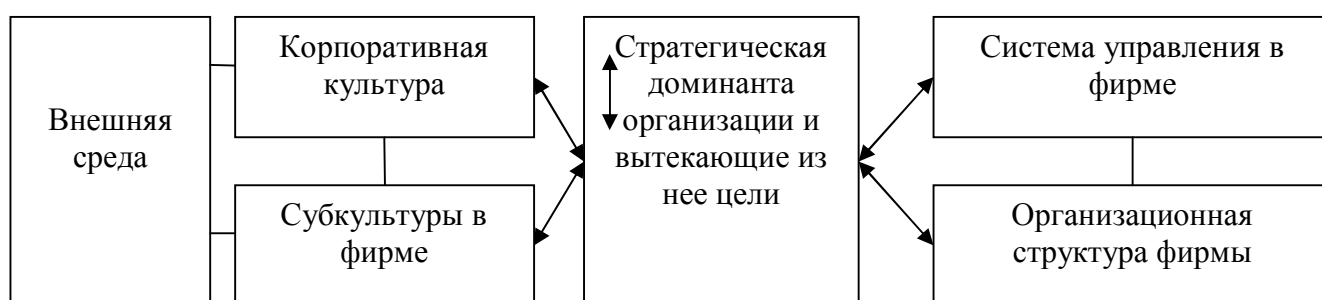 Внешняя
среда
Корпоративная
культура
Субкультуры в
фирме
Стратегическая
доминанта
организации и
вытекающие из
нее цели
Система управления в
фирме
Организационная
структура фирмы